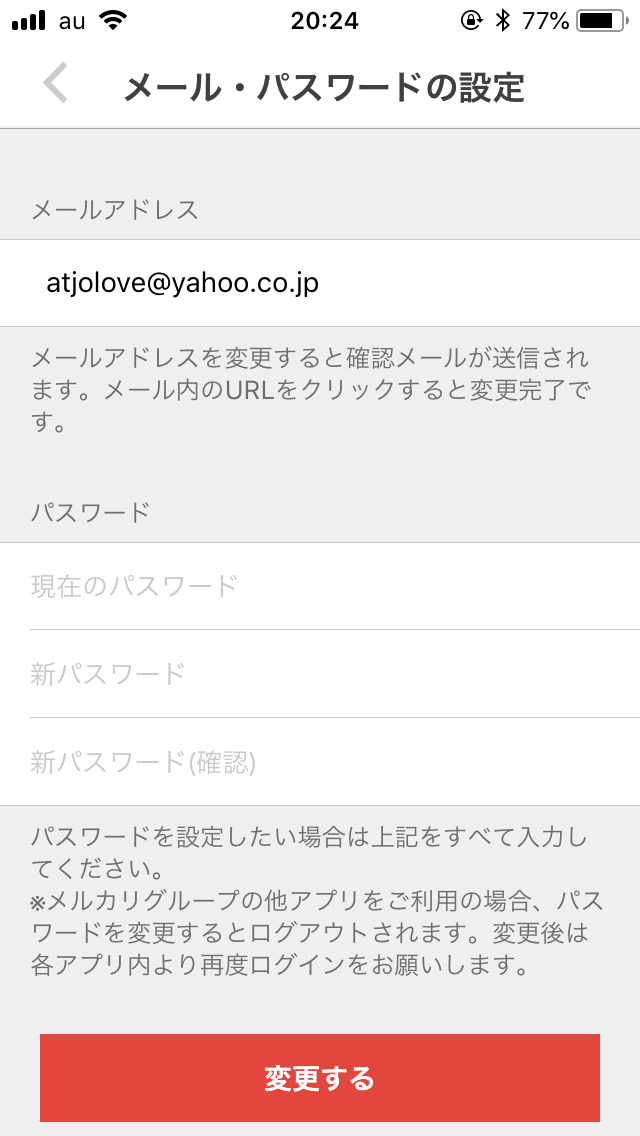 au 20:24 77%
メール・パスワードの設定
メールアドレス
atjolove@yahoo.co.jp
メールアドレスを変更すると確認メールが送信され
ます。メール内のURLをクリックすると変更完了で
す。
パスワード
現在のパスワード
新パスワード
新パスワード(確認)
パスワードを設定したい場合は上記をすべて入力し
てください。
※メルカリグループの他アプリをご利用の場合、パス
ワードを変更するとログアウトされます。変更後は
各アプリ内より再度ログインをお願いします。
変更する